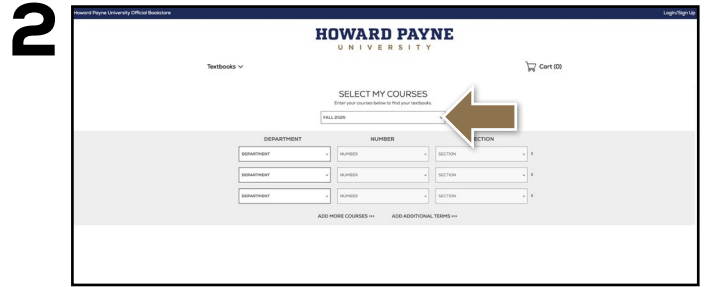 2
Howard Payne University Official Bookstore
Login/Sign Up
HOWARD PAYNE
UNIVERSITY
Textbooks
Cart (0)
SELECT MY COURSES
Enter your courses below to find your textbooks.
FALL 2025
DEPARTMENT NUMBER ECTION
DEPARTMENT NUMBER SECTION X
DEPARTMENT NUMBER SECTION X
DEPARTMENT NUMBER SECTION X
ADD MORE COURSES >>> ADD ADDITIONAL TERMS >>>